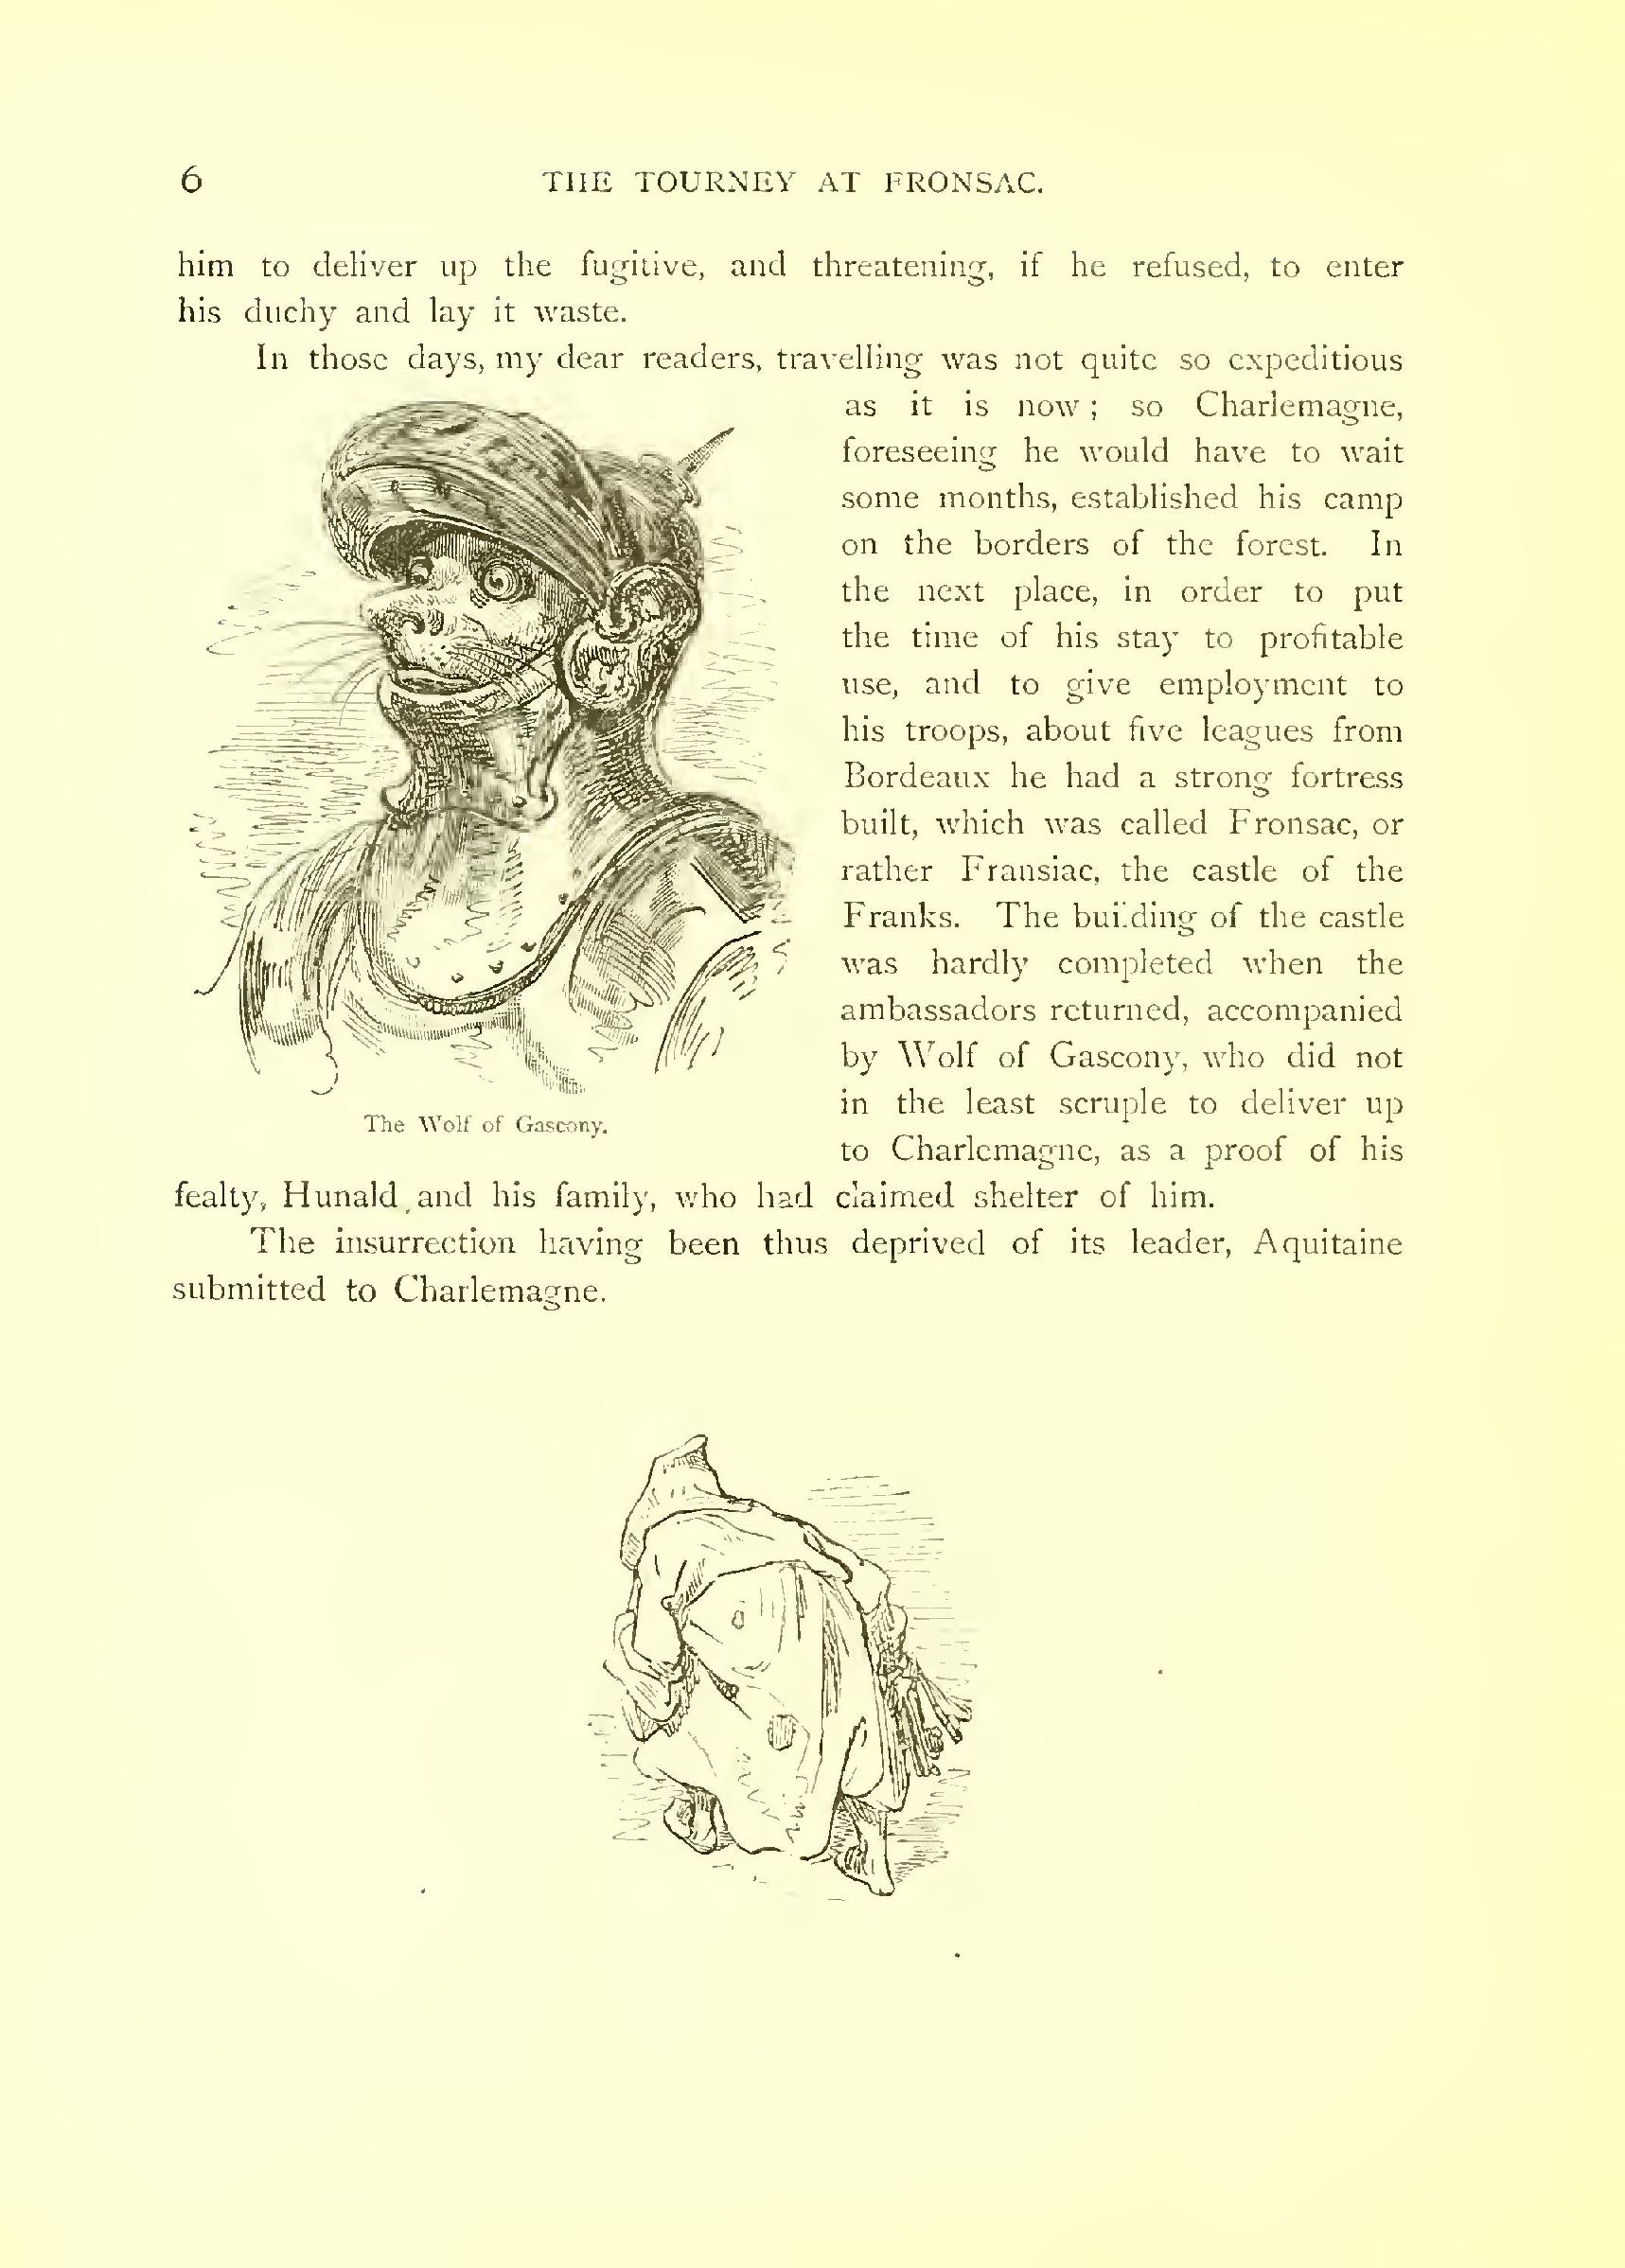 6 THE TOURNEY AT FRONSAC.
him to deliver up the fugitive, and threatening, if he refused, to enter
his duchy and lay it waste.
In those days, my dear readers, travelling was not quite so expeditious
as it is now; so Charlemagne,
foreseeing he would have to wait
some months, established his camp
on the borders of the forest. In
the next place, in order to put
the time of his stay to profitable
use, and to give employment to
his troops, about five leagues from
Bordeaux he had a strong fortress
built, which was called Fronsac, or
rather Fransiac, the castle of the
Franks. The building of the castle
was hardly completed when the
ambassadors returned, accompanied
by Wolf of Gascony, who did not
in the least scruple to deliver up
to Charlemagne, as a proof of his
The Wolf of Gascony.
fealty, Hunald and his family, who had claimed shelter of him.
The insurrection having been thus deprived of its leader, Aquitaine
submitted to Charlemagne.